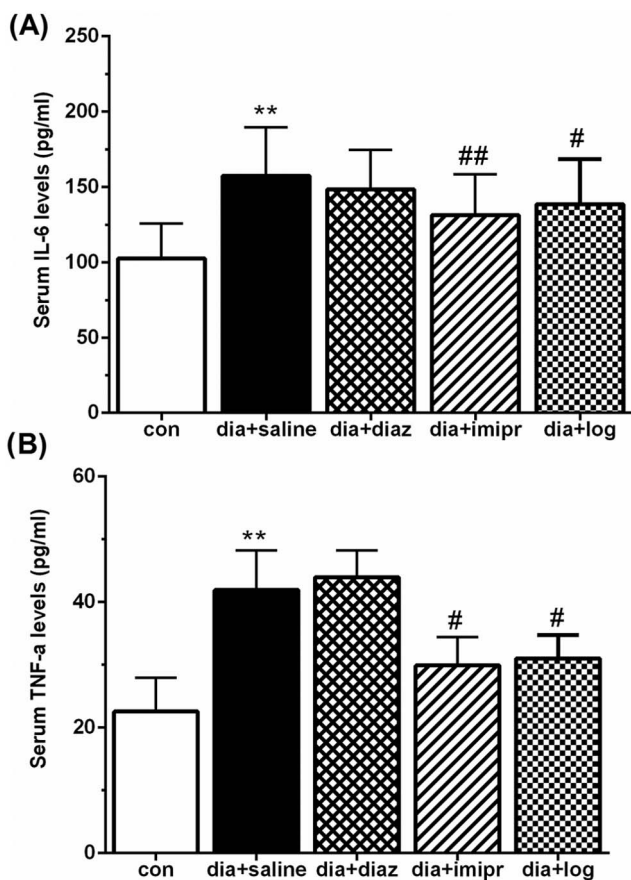 (A)
Serum IL-6 levels (pg/ml)
250
200
150
100
50
0
**
##
#
con dia+saline dia+diaz dia+imipr dia+log
(B)
Serum TNF-a levels (pg/ml)
60
40
20
0
**
#
#
con dia+saline dia+diaz dia+imipr dia+log